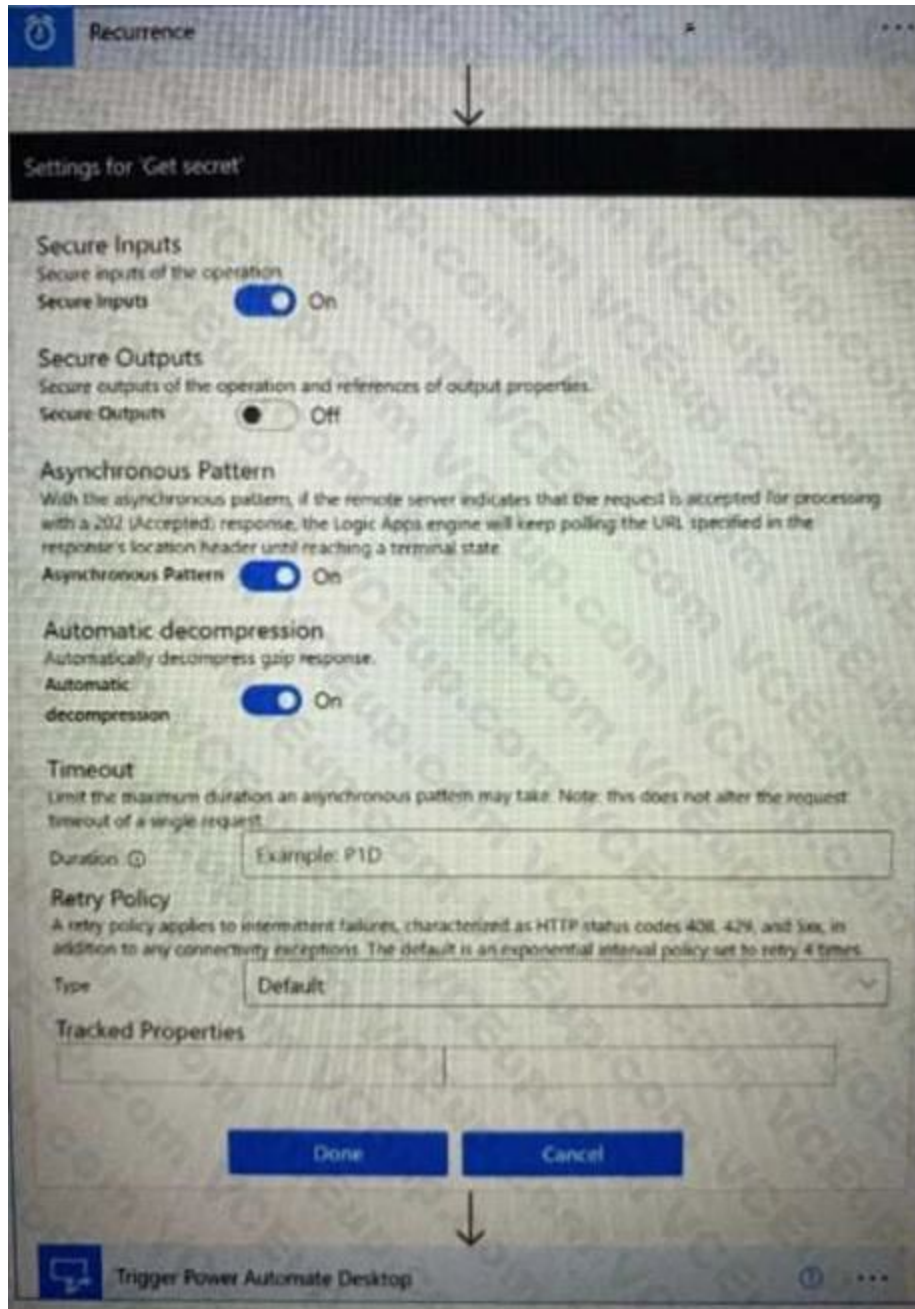 Recurrence
Settings for 'Get secret'
Secure Inputs
Secure inputs of the operation
Secure Inputs On
Secure Outputs
Secure outputs of the operation and references of output properties.
Secure Outputs Off
Asynchronous Pattern
With the asynchronous pattern, if the remote server indicates that the request is accepted for processing
with a 202 (Accepted) response, the Logic Apps engine will keep polling the URL specified in the
response's location header until reaching a terminal state
Asynchronous Pattern On
Automatic decompression
Automatically decompress gzip response.
Automatic
decompression On
Timeout
Limit the maximum duration an asynchronous pattern may take. Note: this does not alter the request
timeout of a single request
Duration Example: P1D
Retry Policy
A retry policy applies to intermittent failures, characterized as HTTP status codes 408, 429, and 5xx, in
addition to any connectivity exceptions. The default is an exponential interval policy set to retry 4 times
Type Default
Tracked Properties
Done Cancel
Trigger Power Automate Desktop
VCEup.com